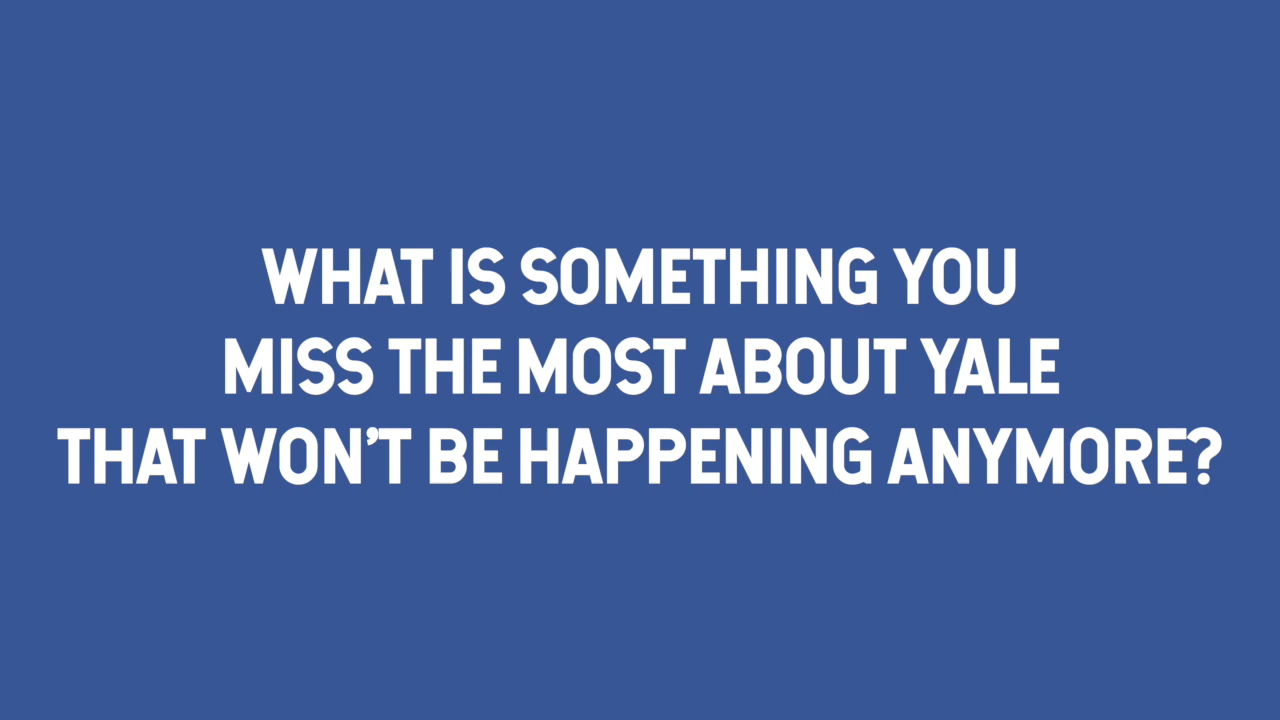 WHAT IS SOMETHING YOU
MISS THE MOST ABOUT YALE
THAT WON'T BE HAPPENING ANYMORE?